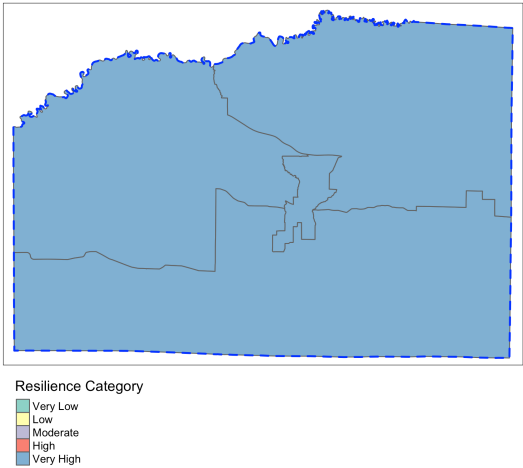 Resilience Category
Very Low
Low
Moderate
High
Very High